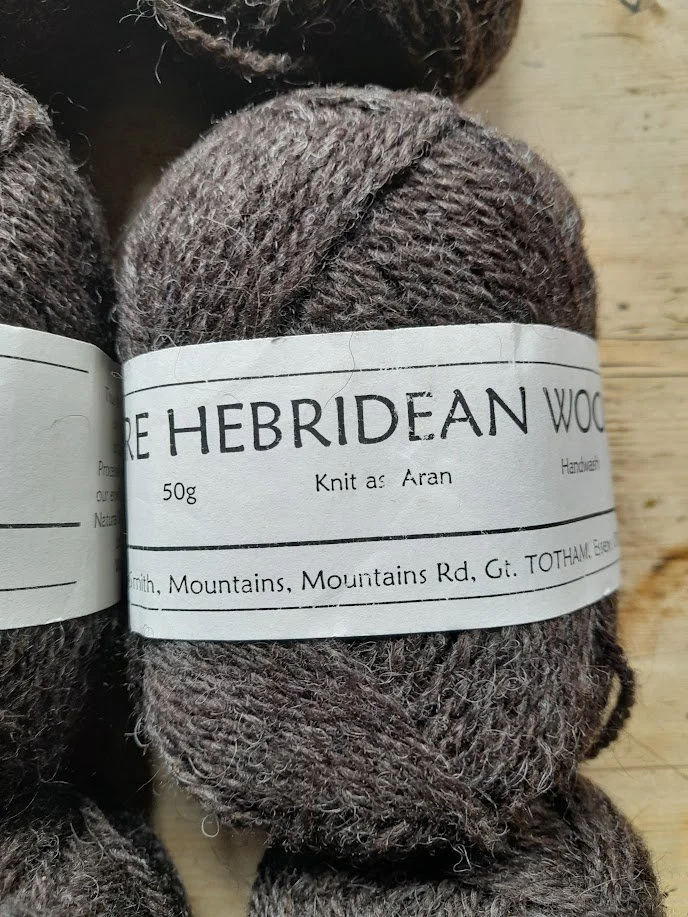 RE HEBRIDEAN WOO
50g Knit as Aran Handwash
Smith, Mountains, Mountains Rd, Gt. TOTHAM, Essex